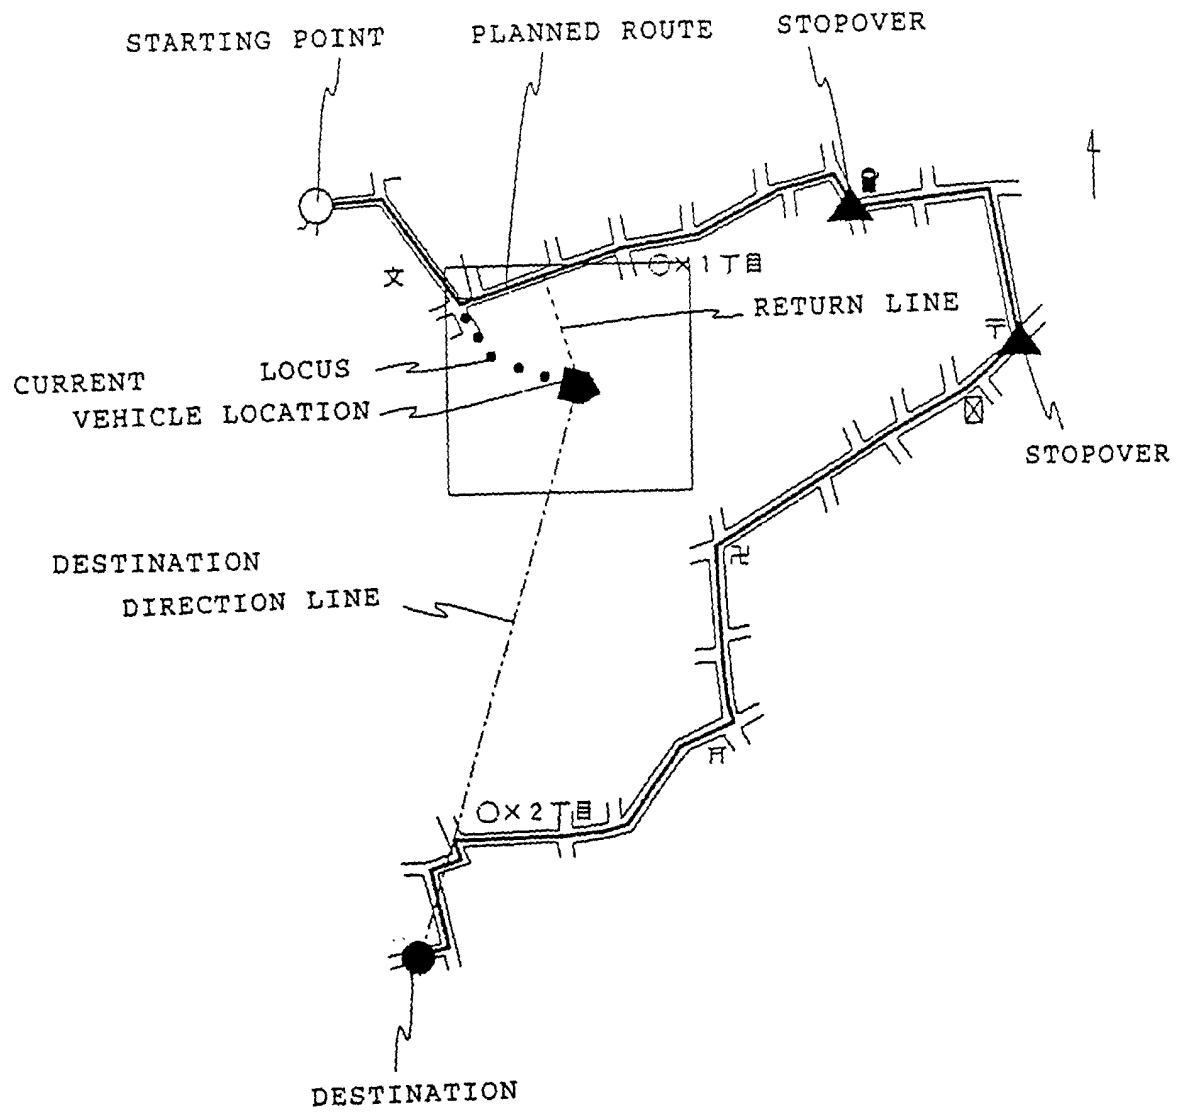 STARTING POINT
PLANNED ROUTE
STOPOVER
文
○×1丁目
RETURN LINE
〒
LOCUS
CURRENT
VEHICLE LOCATION
STOPOVER
卍
DESTINATION
DIRECTION LINE
○×2丁目
DESTINATION